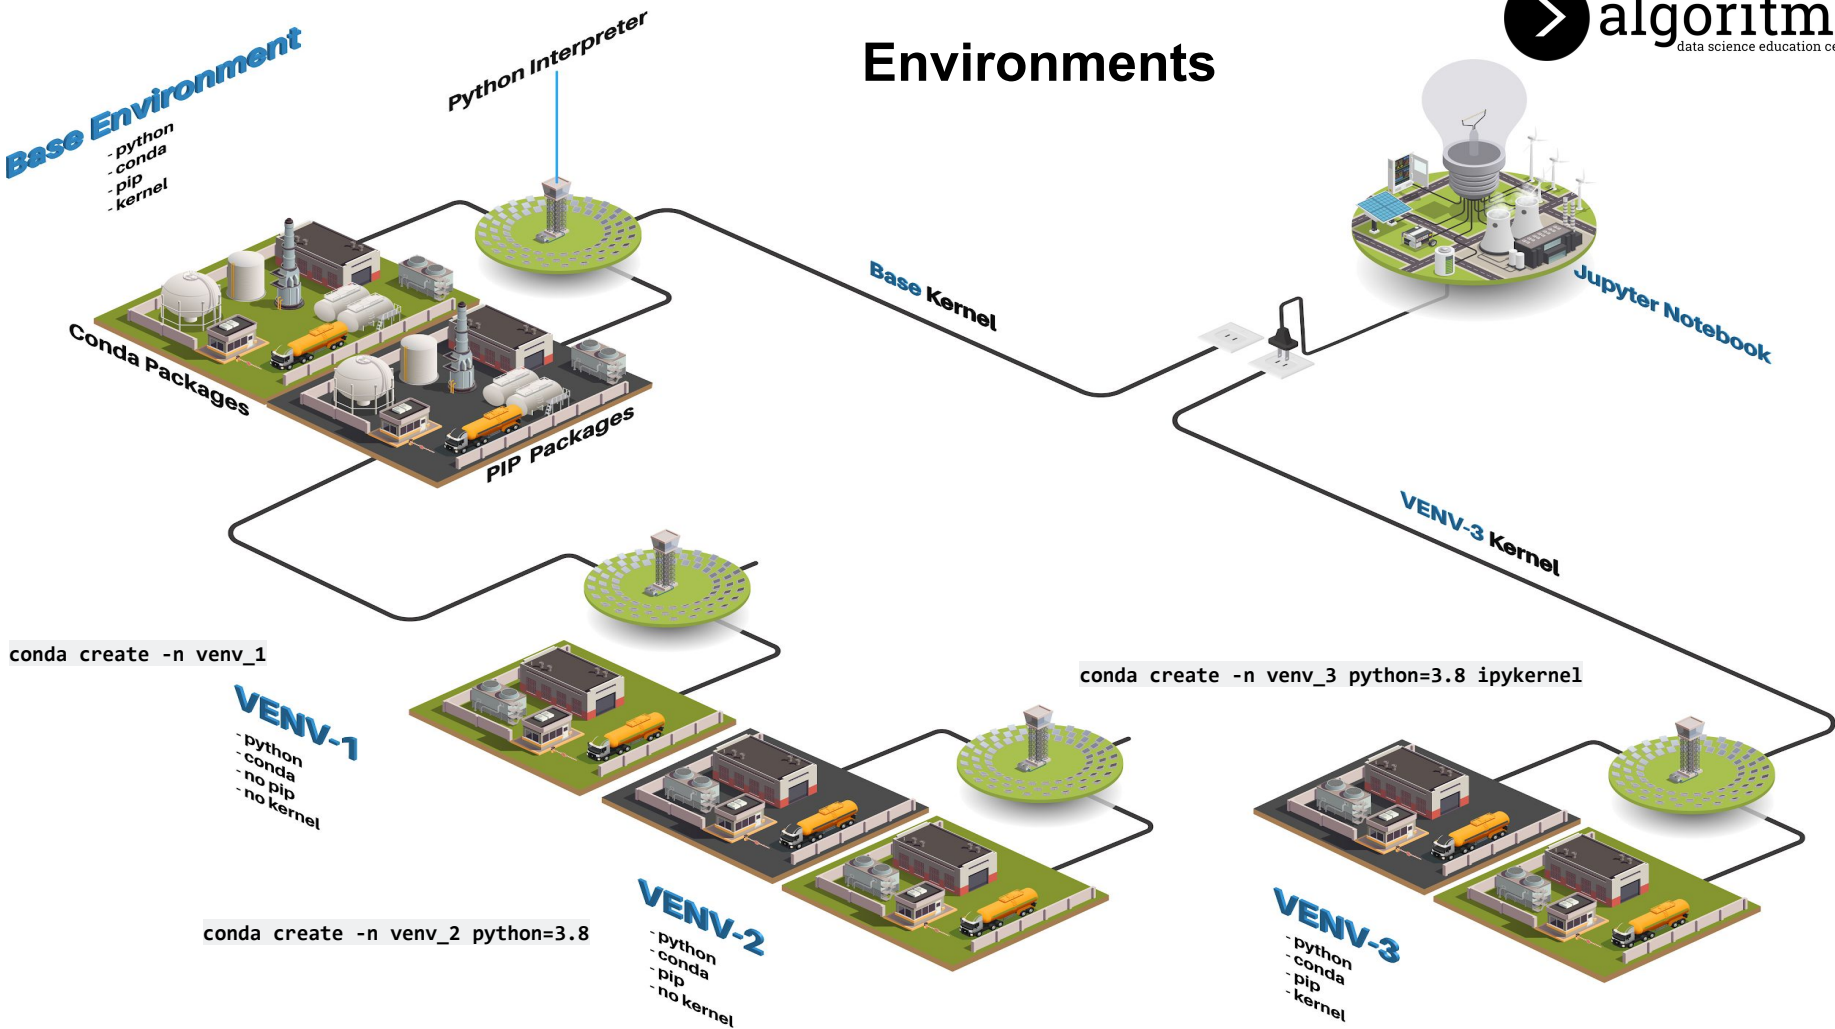 algoritm
data science education ce
Environments
Base Environment
- python
- conda
- pip
- kernel
Python Interpreter
Base Kernel
Jupyter Notebook
Conda Packages
PIP Packages
VENV-3 Kernel
conda create -n venv_1
VENV-1
- python
- conda
- no pip
- no kernel
conda create -n venv_3 python=3.8 ipykernel
conda create -n venv_2 python=3.8
VENV-2
- python
- conda
- pip
- no kernel
VENV-3
- python
- conda
- pip
- kernel